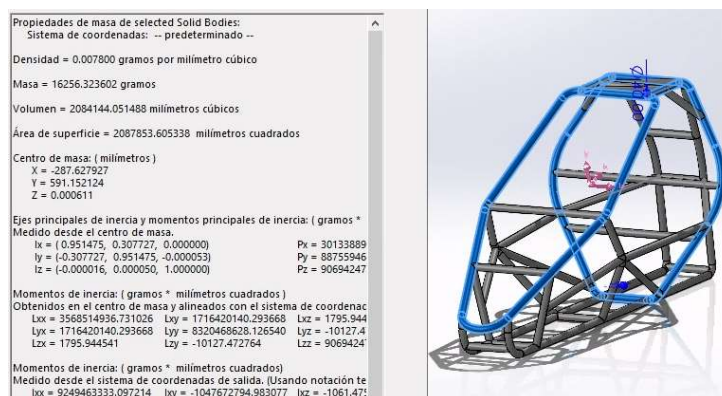 Propiedades de masa de selected Solid Bodies:
Sistema de coordenadas: -- predeterminado --
Densidad = 0.007800 gramos por milímetro cúbico
Masa = 16256.323602 gramos
Volumen = 2084144.051488 milímetros cúbicos
Área de superficie = 2087853.605338 milímetros cuadrados
Centro de masa: ( milímetros )
X = -287.627927
Y = 591.152124
Z = 0.000611
Ejes principales de inercia y momentos principales de inercia: ( gramos *
Medido desde el centro de masa.
Ix = ( 0.951475, 0.307727, 0.000000) Px = 30133889
Iy = (-0.307727, 0.951475, -0.000053) Py = 88755946
Iz = (-0.000016, 0.000050, 1.000000) Pz = 90694247
Momentos de inercia: ( gramos * milímetros cuadrados )
Obtenidos en el centro de masa y alineados con el sistema de coordenac
Lxx = 3568514936.731026 Lxy = 1716420140.293668 Lxz = 1795.944
Lyx = 1716420140.293668 Lyy = 8320468628.126540 Lyz = -10127.4
Lzx = 1795.944541 Lzy = -10127.472764 Lzz = 9069424
Momentos de inercia: ( gramos * milímetros cuadrados)
Medido desde el sistema de coordenadas de salida. (Usando notación te
Ixx = 9249463333.097214 Ixy = -1047672794.983077 Ixz = -1061.475